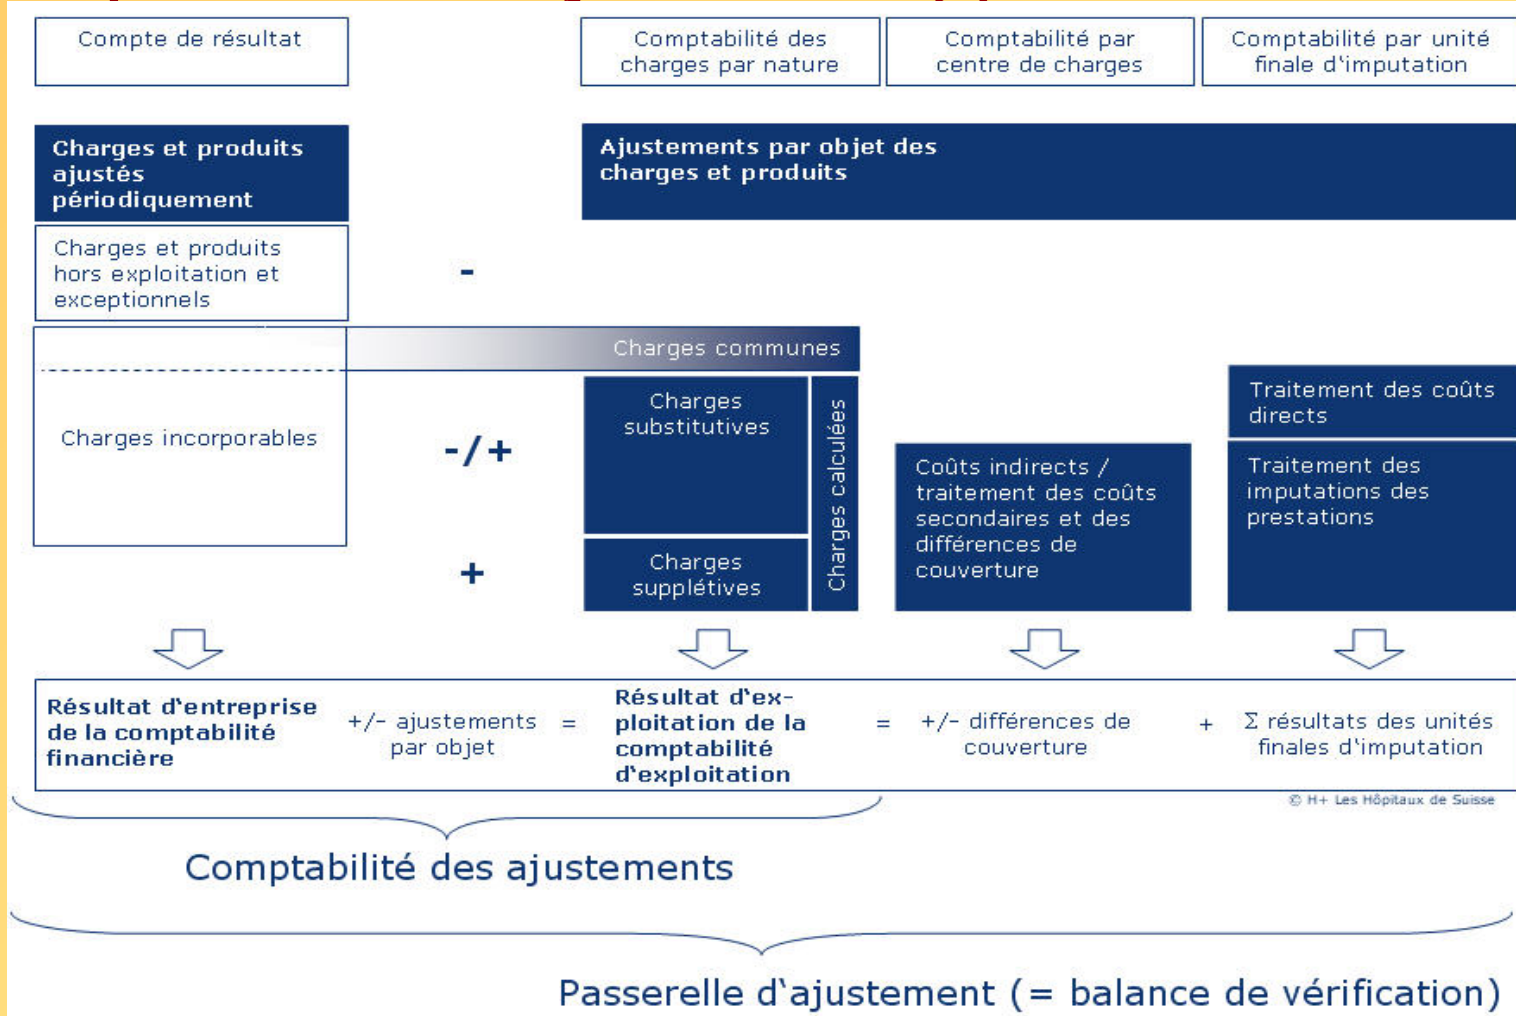 Compte de résultat
Comptabilité des
charges par nature
Comptabilité par
centre de charges
Comptabilité par unité
finale d'imputation
Charges et produits
ajustés
périodiquement
Ajustements par objet des
charges et produits
Charges et produits
hors exploitation et
exceptionnels
-
Charges communes
Charges incorporables
-/+
Charges
substitutives
Charges calculées
+
Charges
supplétives
Coûts indirects /
traitement des coûts
secondaires et des
différences de
couverture
Traitement des coûts
directs
Traitement des
imputations des
prestations
Résultat d'entreprise
de la comptabilité
financière
+/- ajustements
par objet
=
Résultat d'ex-
ploitation de la
comptabilité
d'exploitation
=
+/- différences de
couverture
+
Σ résultats des unités
finales d'imputation
© H+ Les Hôpitaux de Suisse
Comptabilité des ajustements
Passerelle d'ajustement (= balance de vérification)